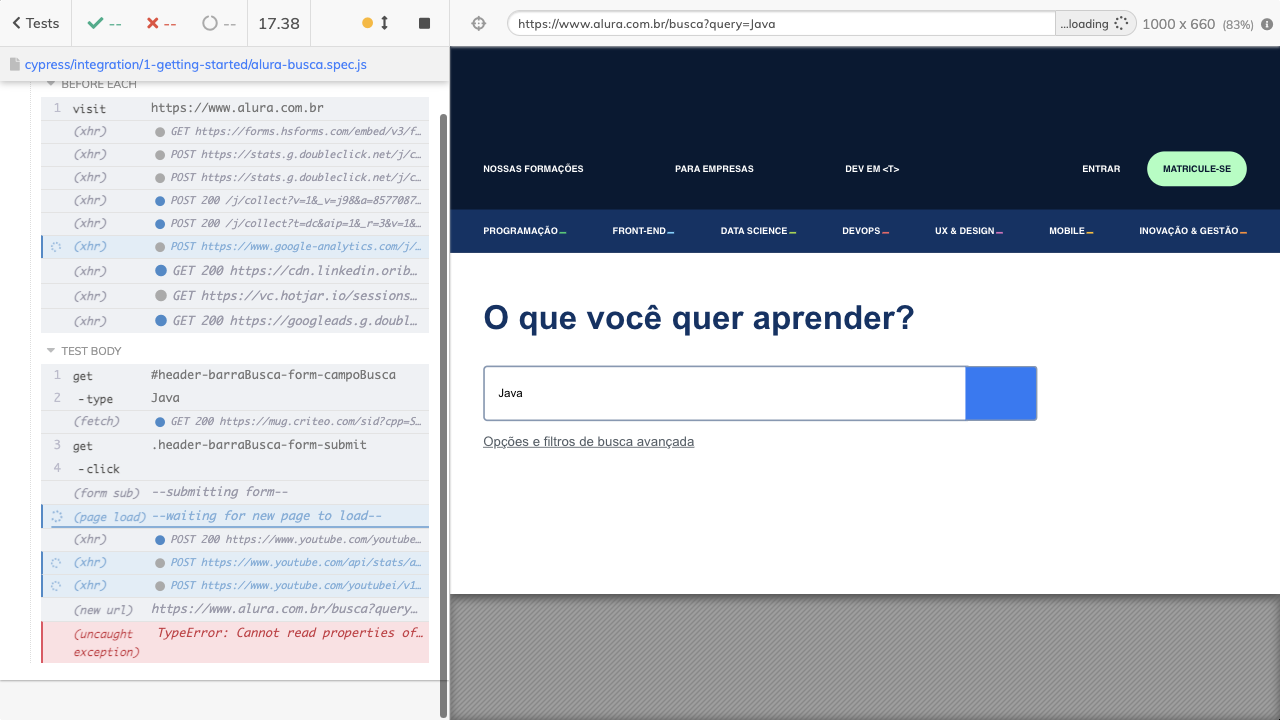 Tests
--
--
--
17.38
https://www.alura.com.br/busca?query=Java
...loading
1000 x 660 (83%)
cypress/integration/1-getting-started/alura-busca.spec.js
BEFORE EACH
1 visit https://www.alura.com.br
(xhr) GET https://forms.hsforms.com/embed/v3/f...
(xhr) POST https://stats.g.doubleclick.net/j/c...
(xhr) POST https://stats.g.doubleclick.net/j/c...
(xhr) POST 200 /j/collect?v=1&_v=j98&a=8577087...
(xhr) POST 200 /j/collect?t=dc&aip=1&_r=3&v=1&...
(xhr) POST https://www.google-analytics.com/j/...
(xhr) GET 200 https://cdn.linkedin.orib...
(xhr) GET https://vc.hotjar.io/sessions...
(xhr) GET 200 https://googleads.g.doubl...
TEST BODY
1 get #header-barraBusca-form-campoBusca
2 -type Java
(fetch) GET 200 https://mug.criteo.com/sid?cpp=S...
3 get .header-barraBusca-form-submit
4 -click
(form sub) --submitting form--
(page load) --waiting for new page to load--
(xhr) POST 200 https://www.youtube.com/youtube...
(xhr) POST https://www.youtube.com/api/stats/a...
(xhr) POST https://www.youtube.com/youtubei/v1...
(new url) https://www.alura.com.br/busca?query...
(uncaught exception) TypeError: Cannot read properties of...
NOSSAS FORMAÇÕES
PARA EMPRESAS
DEV EM <T>
ENTRAR
MATRICULE-SE
PROGRAMAÇÃO_
FRONT-END_
DATA SCIENCE_
DEVOPS_
UX & DESIGN_
MOBILE_
INOVAÇÃO & GESTÃO_
O que você quer aprender?
Java
Opções e filtros de busca avançada